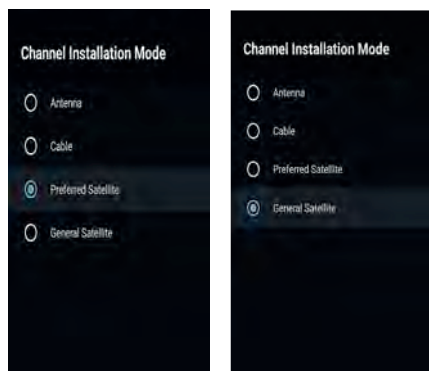 Channel Installation Mode
Antenna
Cable
Preferred Satellite
General Satellite
Channel Installation Mode
Antenna
Cable
Preferred Satellite
General Satellite